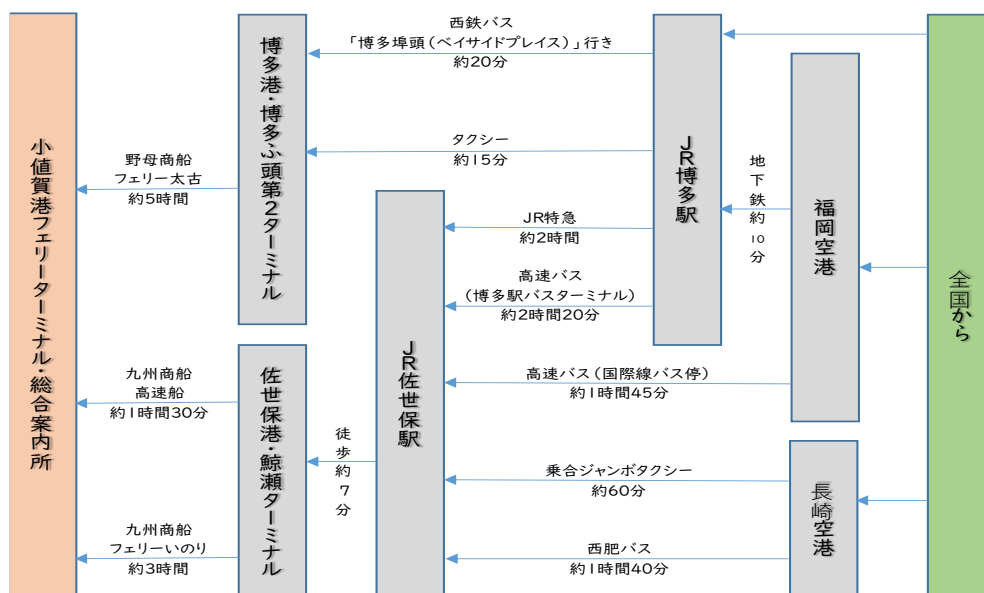 小値賀港フェリーターミナル・総合案内所
野母商船
フェリー太古
約5時間
九州商船
高速船
約1時間30分
九州商船
フェリーいのり
約3時間
博多港・博多ふ頭第2ターミナル
佐世保港・鯨瀬ターミナル
西鉄バス
「博多埠頭(ベイサイドプレイス)」行き
約20分
タクシー
約15分
徒歩約7分
JR佐世保駅
JR特急
約2時間
高速バス
(博多駅バスターミナル)
約2時間20分
高速バス(国際線バス停)
約1時間45分
乗合ジャンボタクシー
約60分
西肥バス
約1時間40分
JR博多駅
地下鉄約10分
福岡空港
長崎空港
全国から